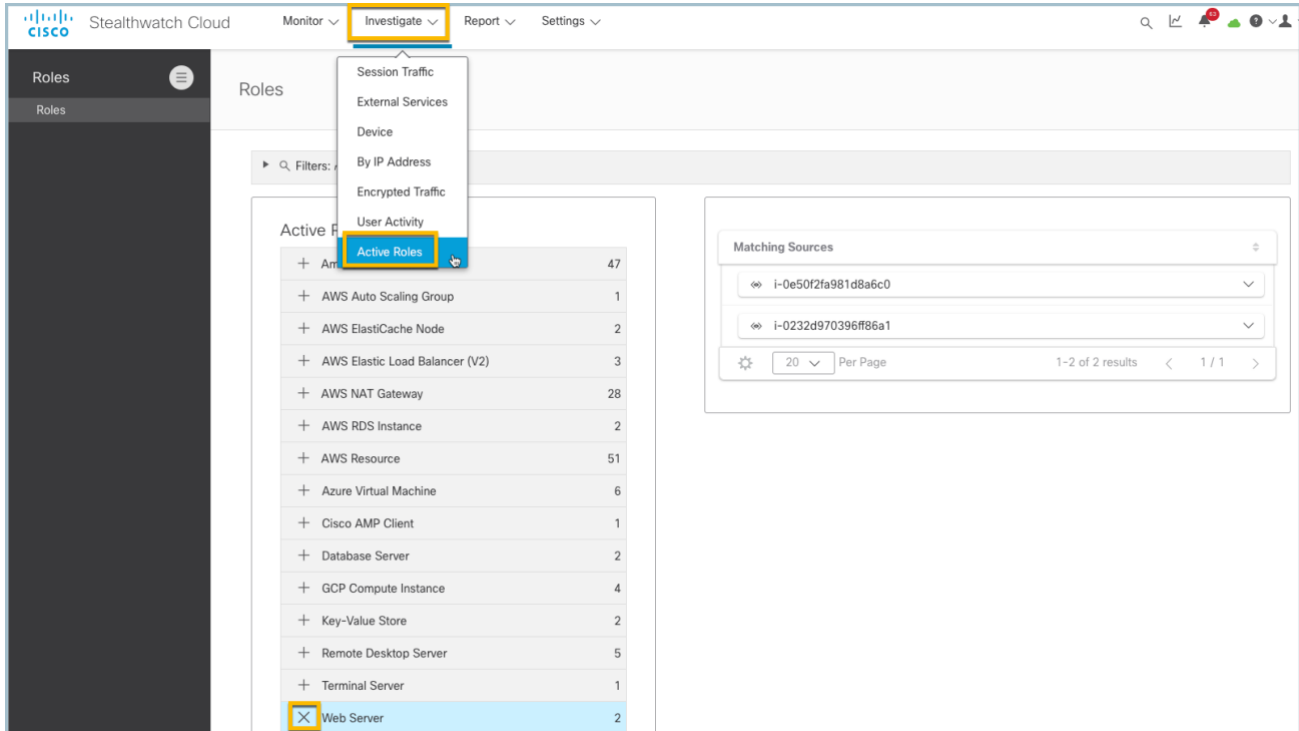 CISCO
Stealthwatch Cloud
Monitor
Investigate
Report
Settings
63
Roles
Roles
Roles
Session Traffic
External Services
Device
By IP Address
Encrypted Traffic
User Activity
Active Roles
Filters:
Active
47
AWS Auto Scaling Group 1
AWS ElastiCache Node 2
AWS Elastic Load Balancer (V2) 3
AWS NAT Gateway 28
AWS RDS Instance 2
AWS Resource 51
Azure Virtual Machine 6
Cisco AMP Client 1
Database Server 2
GCP Compute Instance 4
Key-Value Store 2
Remote Desktop Server 5
Terminal Server 1
Web Server 2
Matching Sources
i-0e50f2fa981d8a6c0
i-0232d970396ff86a1
20 Per Page 1-2 of 2 results 1 / 1